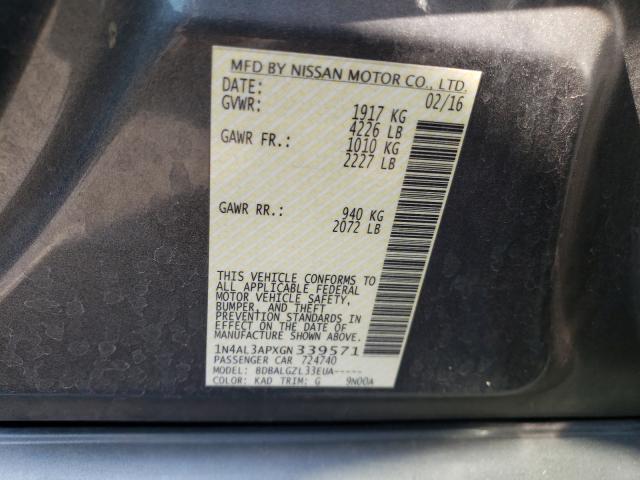 MFD BY NISSAN MOTOR CO., LTD.
DATE: 02/16
GVWR: 1917 KG
4226 LB
GAWR FR.: 1010 KG
2227 LB
GAWR RR.: 940 KG
2072 LB
THIS VEHICLE CONFORMS TO
ALL APPLICABLE FEDERAL
MOTOR VEHICLE SAFETY,
BUMPER, AND THEFT
PREVENTION STANDARDS IN
EFFECT ON THE DATE OF
MANUFACTURE SHOWN ABOVE.
1N4AL3APXGN339571
PASSENGER CAR 724740
MODEL: BDBALGZL33EUA-----
COLOR: KAD TRIM: G 9N00A